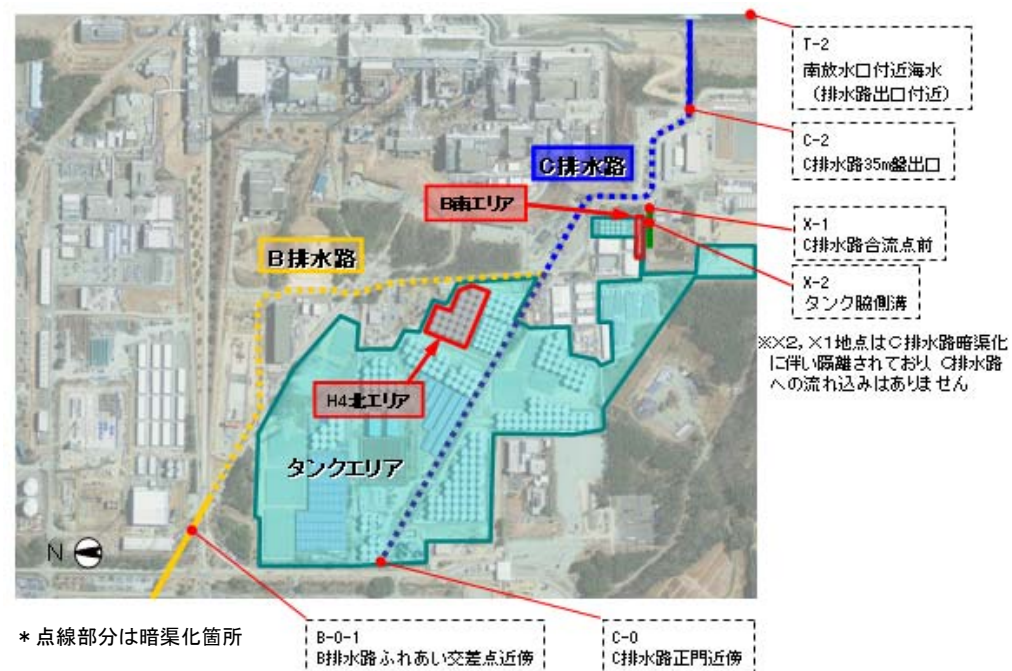 T-2
南放水口付近海水
(排水路出口付近)
C-2
C排水路35m盤出口
C排水路
B南エリア
X-1
C排水路合流点前
B排水路
X-2
タンク脇側溝
※X2,X1地点はC排水路暗渠化
に伴い隔離されており、C排水路
への流れ込みはありません
H4北エリア
タンクエリア
N
*点線部分は暗渠化箇所
B-0-1
B排水路ふれあい交差点近傍
C-0
C排水路正門近傍